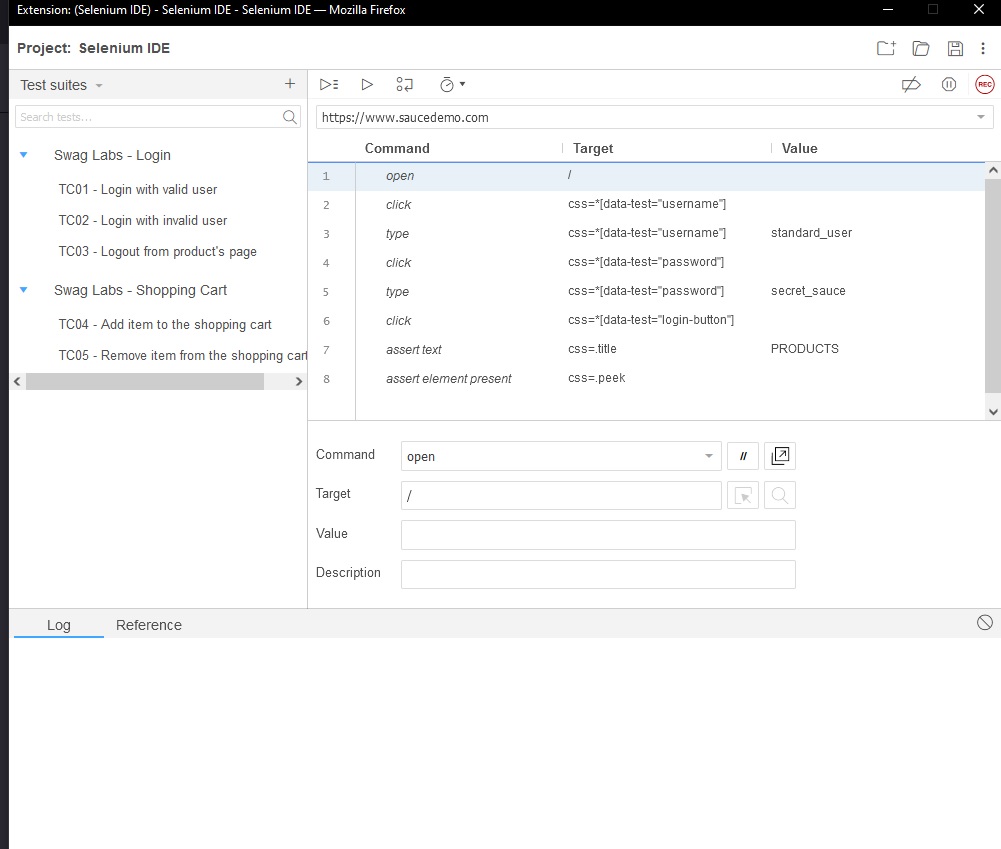 Extension: (Selenium IDE) - Selenium IDE - Selenium IDE — Mozilla Firefox
Project: Selenium IDE
Test suites
Search tests...
Swag Labs - Login
TC01 - Login with valid user
TC02 - Login with invalid user
TC03 - Logout from product's page
Swag Labs - Shopping Cart
TC04 - Add item to the shopping cart
TC05 - Remove item from the shopping cart
REC
https://www.saucedemo.com
Command Target Value
1 open /
2 click css=*[data-test="username"]
3 type css=*[data-test="username"] standard_user
4 click css=*[data-test="password"]
5 type css=*[data-test="password"] secret_sauce
6 click css=*[data-test="login-button"]
7 assert text css=.title PRODUCTS
8 assert element present css=.peek
Command open //
Target /
Value
Description
Log Reference